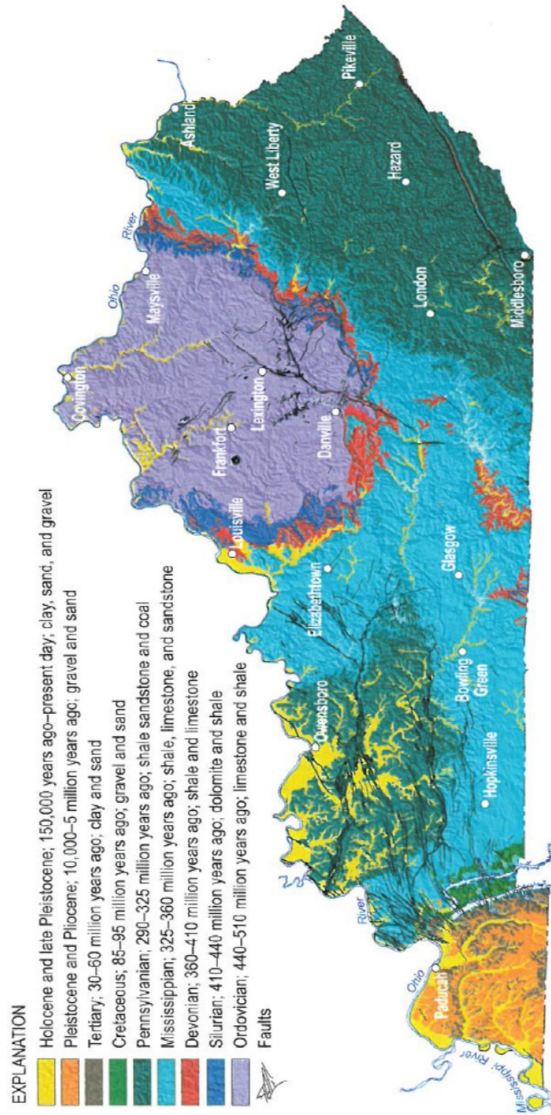 EXPLANATION
Holocene and late Pleistocene; 150,000 years ago–present day; clay, sand, and gravel
Pleistocene and Pliocene; 10,000–5 million years ago; gravel and sand
Tertiary; 30–60 million years ago; clay and sand
Cretaceous; 85–95 million years ago; gravel and sand
Pennsylvanian; 290–325 million years ago; shale sandstone and coal
Mississippian; 325–360 million years ago; shale, limestone, and sandstone
Devonian; 360–410 million years ago; shale and limestone
Silurian; 410–440 million years ago; dolomite and shale
Ordovician; 440–510 million years ago; limestone and shale
Faults
Covington
Ohio
River
Maysville
Ashland
Louisville
Frankfort
Lexington
West Liberty
Danville
Pikeville
Owensboro
Elizabethtown
Hazard
London
River
Ohio
Paducah
Hopkinsville
Bowling
Green
Glasgow
Middlesboro
Mississippi River